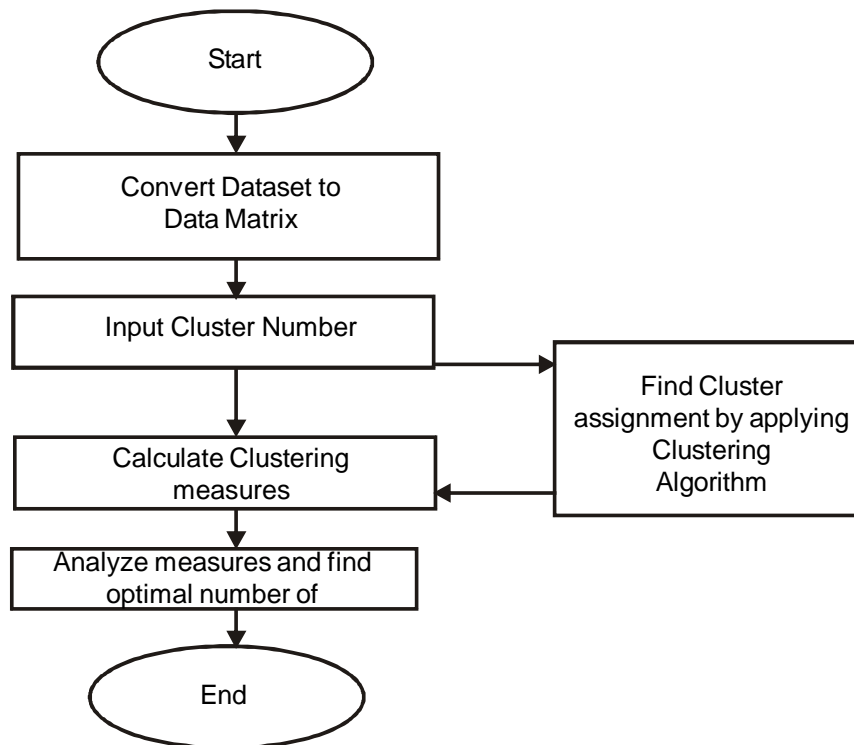 Start
Convert Dataset to
Data Matrix
Input Cluster Number
Find Cluster
assignment by applying
Clustering
Algorithm
Calculate Clustering
measures
Analyze measures and find
optimal number of
End